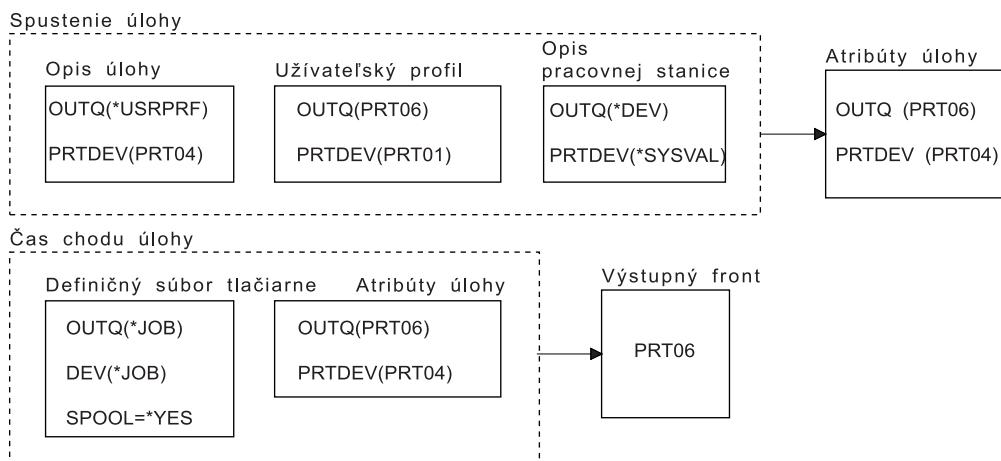 Spustenie úlohy
Opis úlohy
OUTQ(*USRPRF)
PRTDEV(PRT04)
Užívateľský profil
OUTQ(PRT06)
PRTDEV(PRT01)
Opis
pracovnej stanice
OUTQ(*DEV)
PRTDEV(*SYSVAL)
Atribúty úlohy
OUTQ (PRT06)
PRTDEV (PRT04)
Čas chodu úlohy
Definičný súbor tlačiarne
OUTQ(*JOB)
DEV(*JOB)
SPOOL=*YES
Atribúty úlohy
OUTQ(PRT06)
PRTDEV(PRT04)
Výstupný front
PRT06